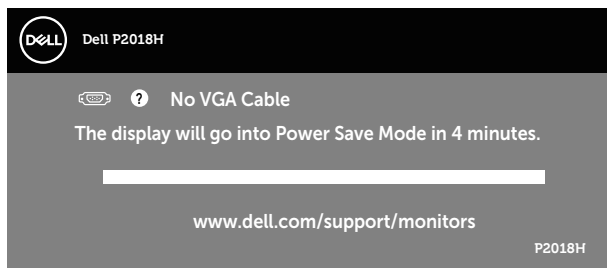 DELL
Dell P2018H
? No VGA Cable
The display will go into Power Save Mode in 4 minutes.
www.dell.com/support/monitors
P2018H